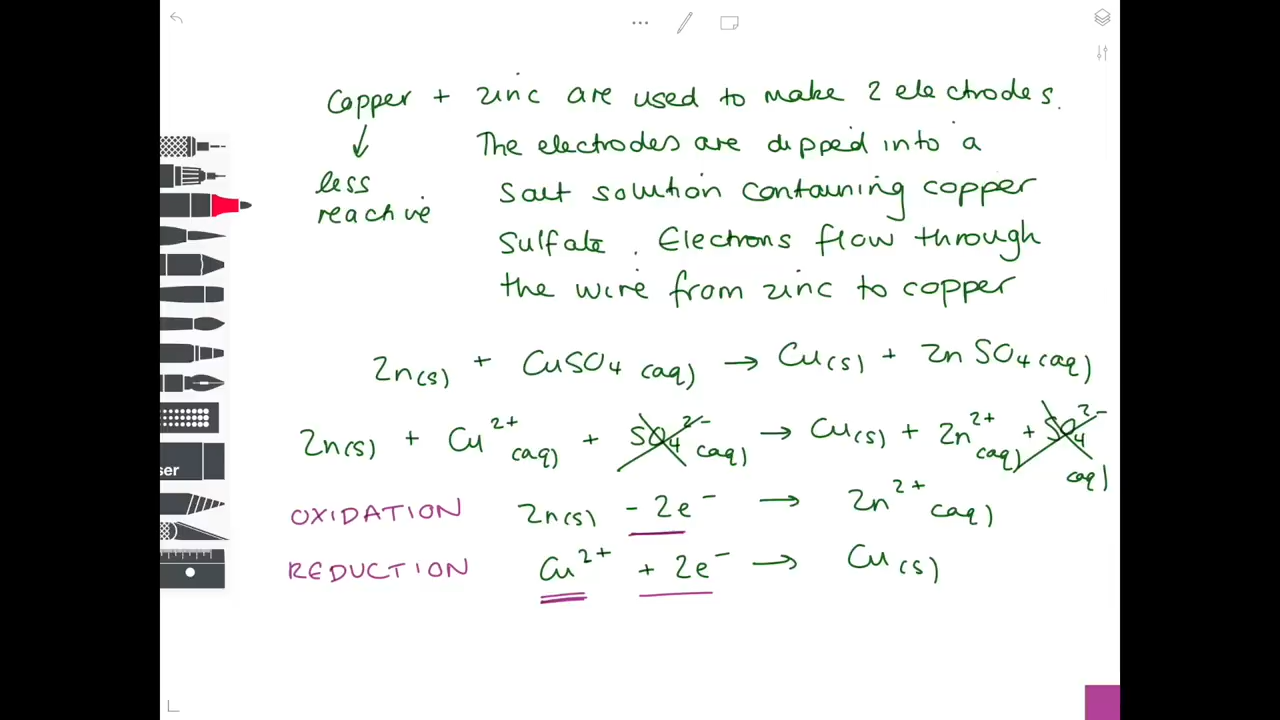 Copper + zinc are used to make 2 electrodes.
The electrodes are dipped into a
less
salt solution containing copper
reactive
sulfate. Electrons flow through
the wire from zinc to copper
Zn(s) + CuSO4 (aq) → Cu(s) + ZnSO4(aq)
Zn(s) + Cu²⁺(aq) + SO4²⁻(aq) → Cu(s) + Zn²⁺(aq) + SO4²⁻(aq)
OXIDATION Zn(s) - 2e⁻ → Zn²⁺(aq)
ser
REDUCTION Cu²⁺ + 2e⁻ → Cu(s)